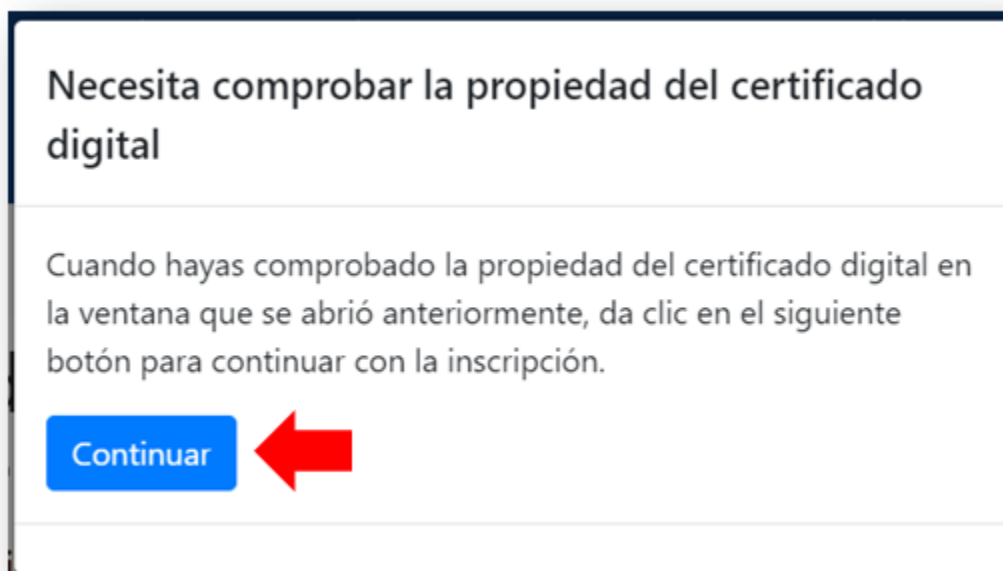 Necesita comprobar la propiedad del certificado
digital
Cuando hayas comprobado la propiedad del certificado digital en
la ventana que se abrió anteriormente, da clic en el siguiente
botón para continuar con la inscripción.
Continuar